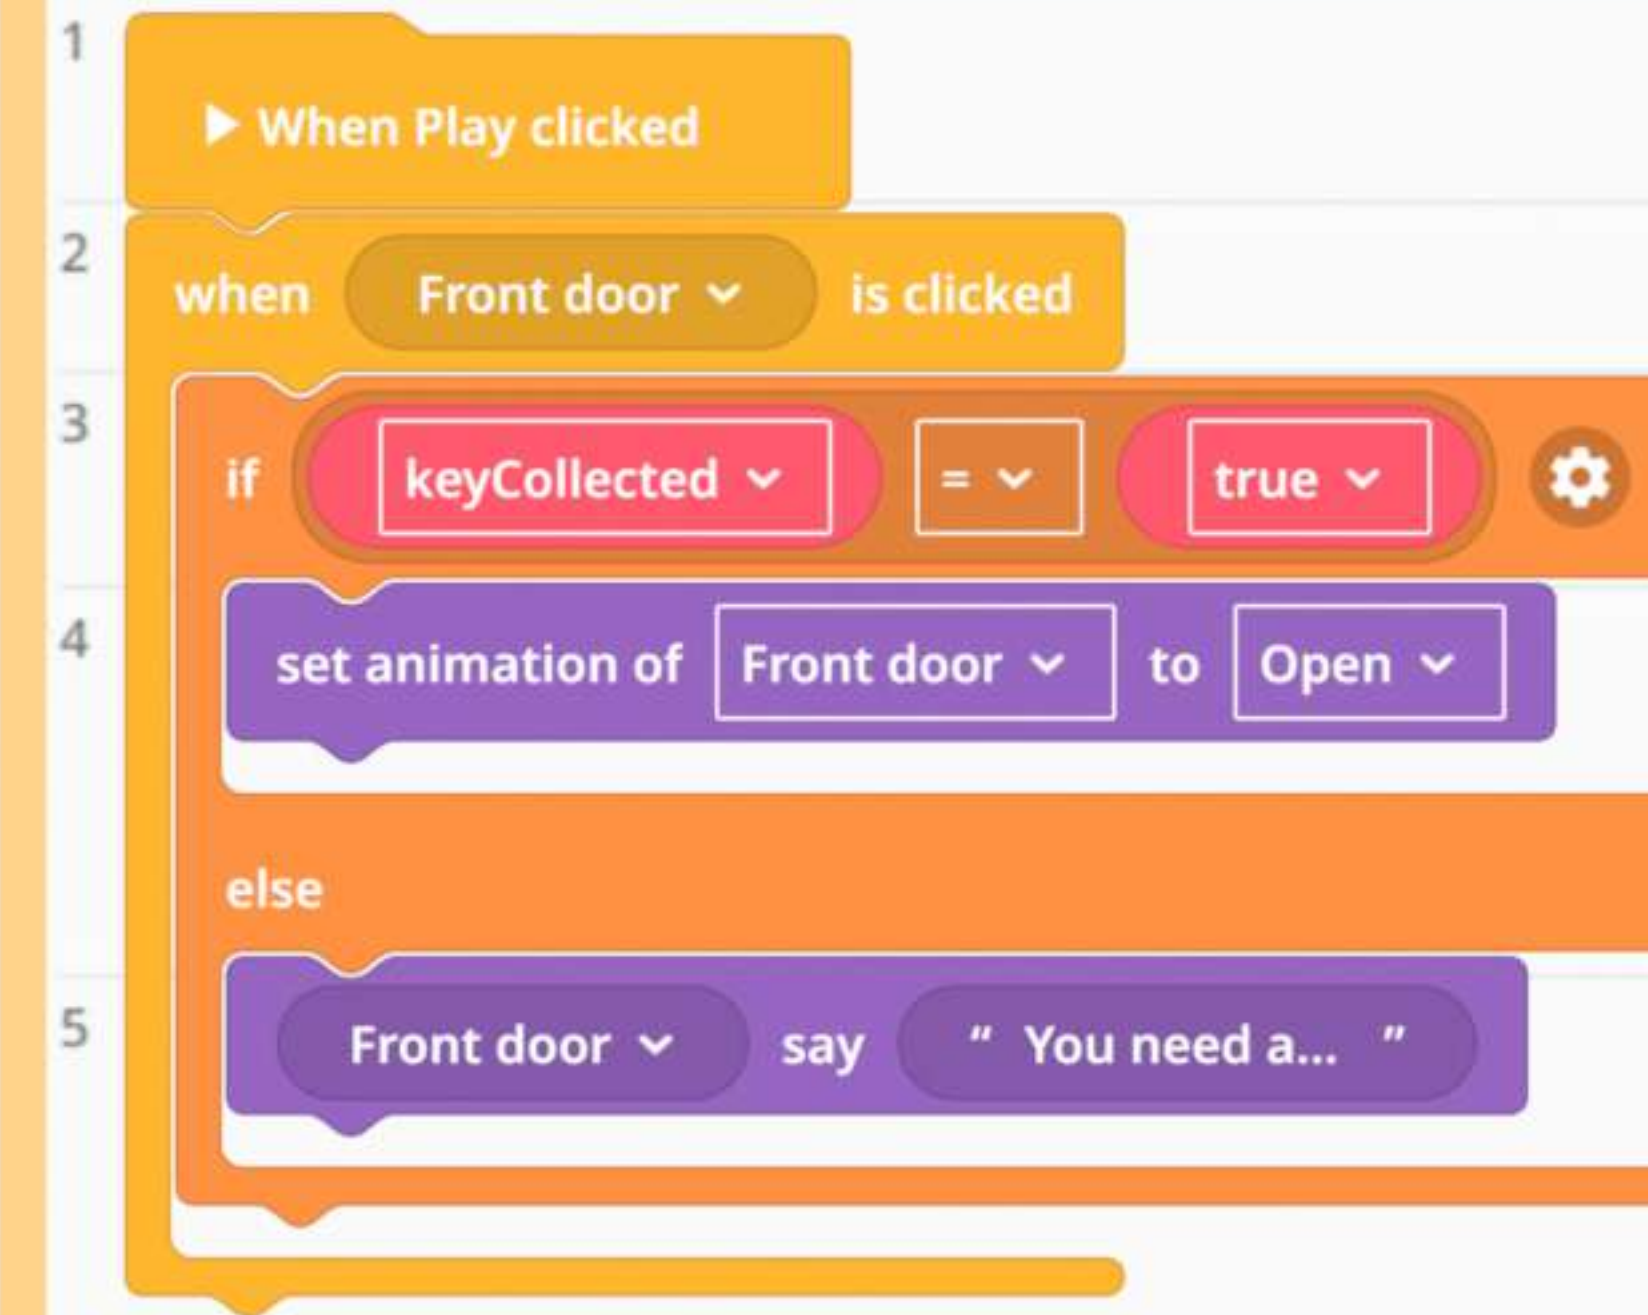 1
When Play clicked
2
when Front door is clicked
3
if keyCollected = true
4
set animation of Front door to Open
else
5
Front door say “ You need a... ”